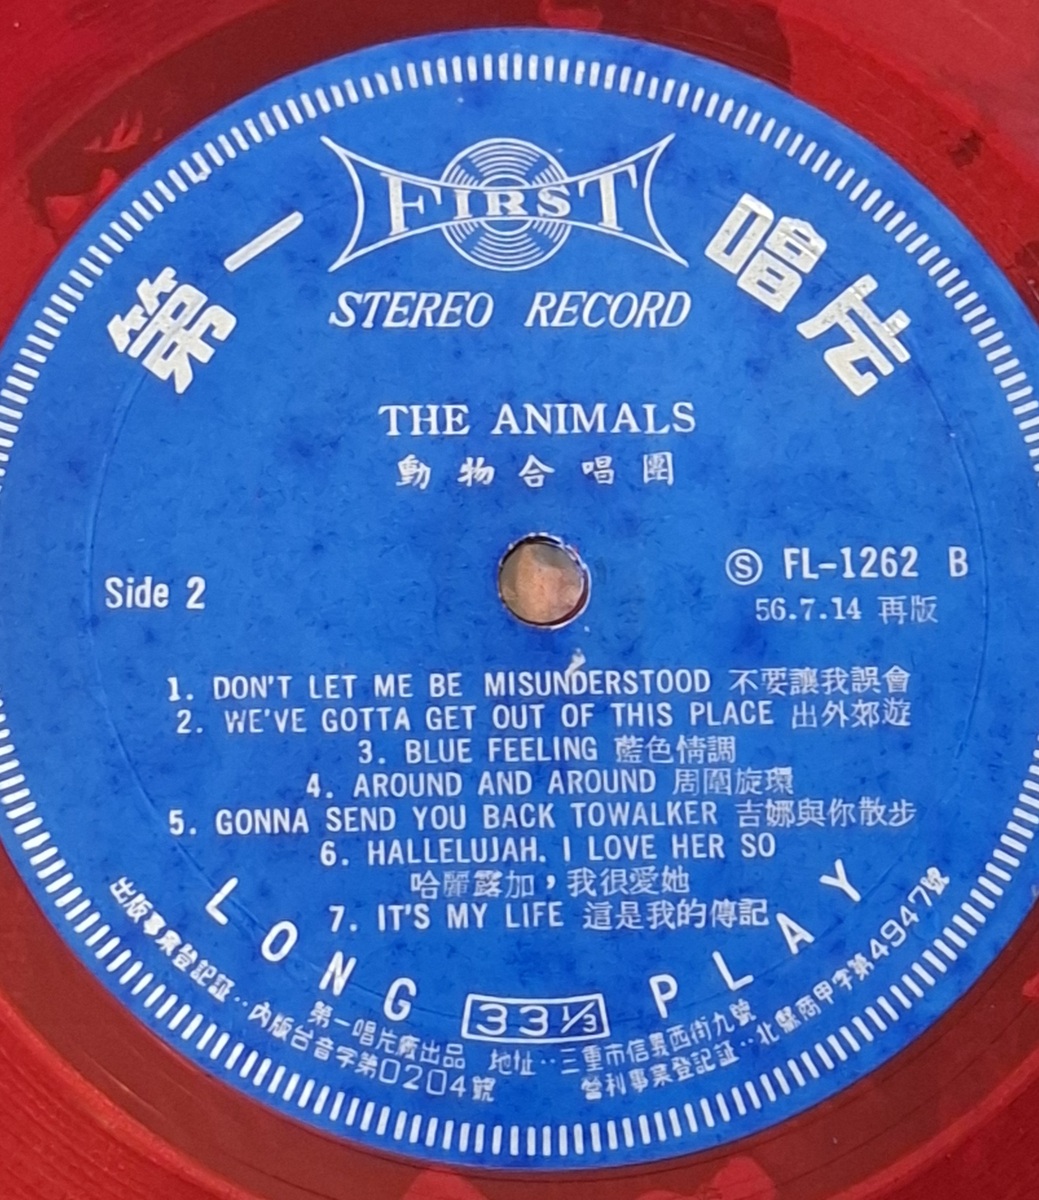 FIRST
第一唱片
STEREO RECORD
THE ANIMALS
動物合唱團
Side 2
Ⓢ FL-1262 B
56.7.14 再版
1. DON'T LET ME BE MISUNDERSTOOD 不要讓我誤會
2. WE'VE GOTTA GET OUT OF THIS PLACE 出外郊遊
3. BLUE FEELING 藍色情調
4. AROUND AND AROUND 周圍旋環
5. GONNA SEND YOU BACK TOWALKER 吉娜與你散步
6. HALLELUJAH. I LOVE HER SO
哈麗露加，我很愛她
7. IT'S MY LIFE 這是我的傳記
LONG 33⅓ PLAY
第一唱片廠出品 地址‥三重市信義西街九號
出版事業登記証‥內版台音字第0204號
營利事業登記証‥北縣商甲字第4947號